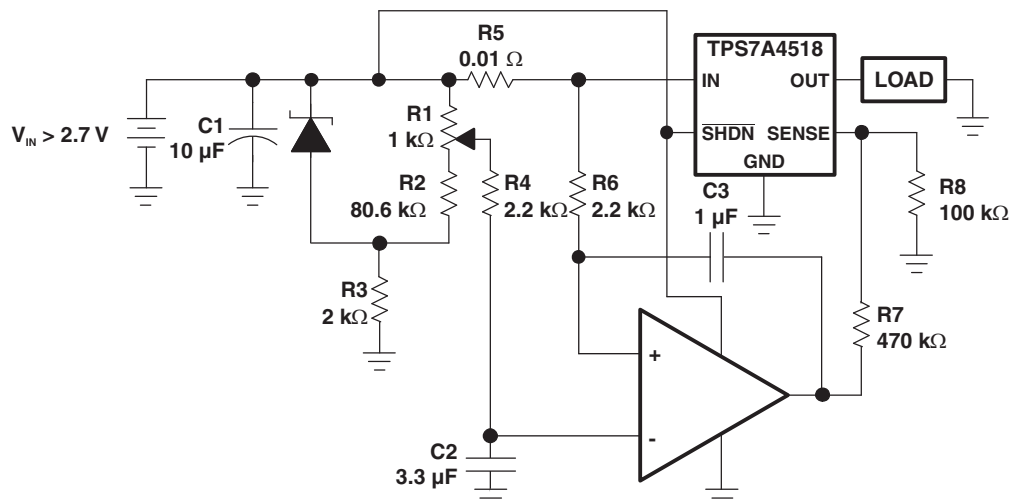 R5
0.01 Ω
TPS7A4518
IN
OUT
LOAD
R1
1 kΩ
V_IN > 2.7 V
C1
10 µF
SHDN
SENSE
GND
R2
80.6 kΩ
R4
2.2 kΩ
R6
2.2 kΩ
C3
1 µF
R8
100 kΩ
R3
2 kΩ
R7
470 kΩ
+
-
C2
3.3 µF